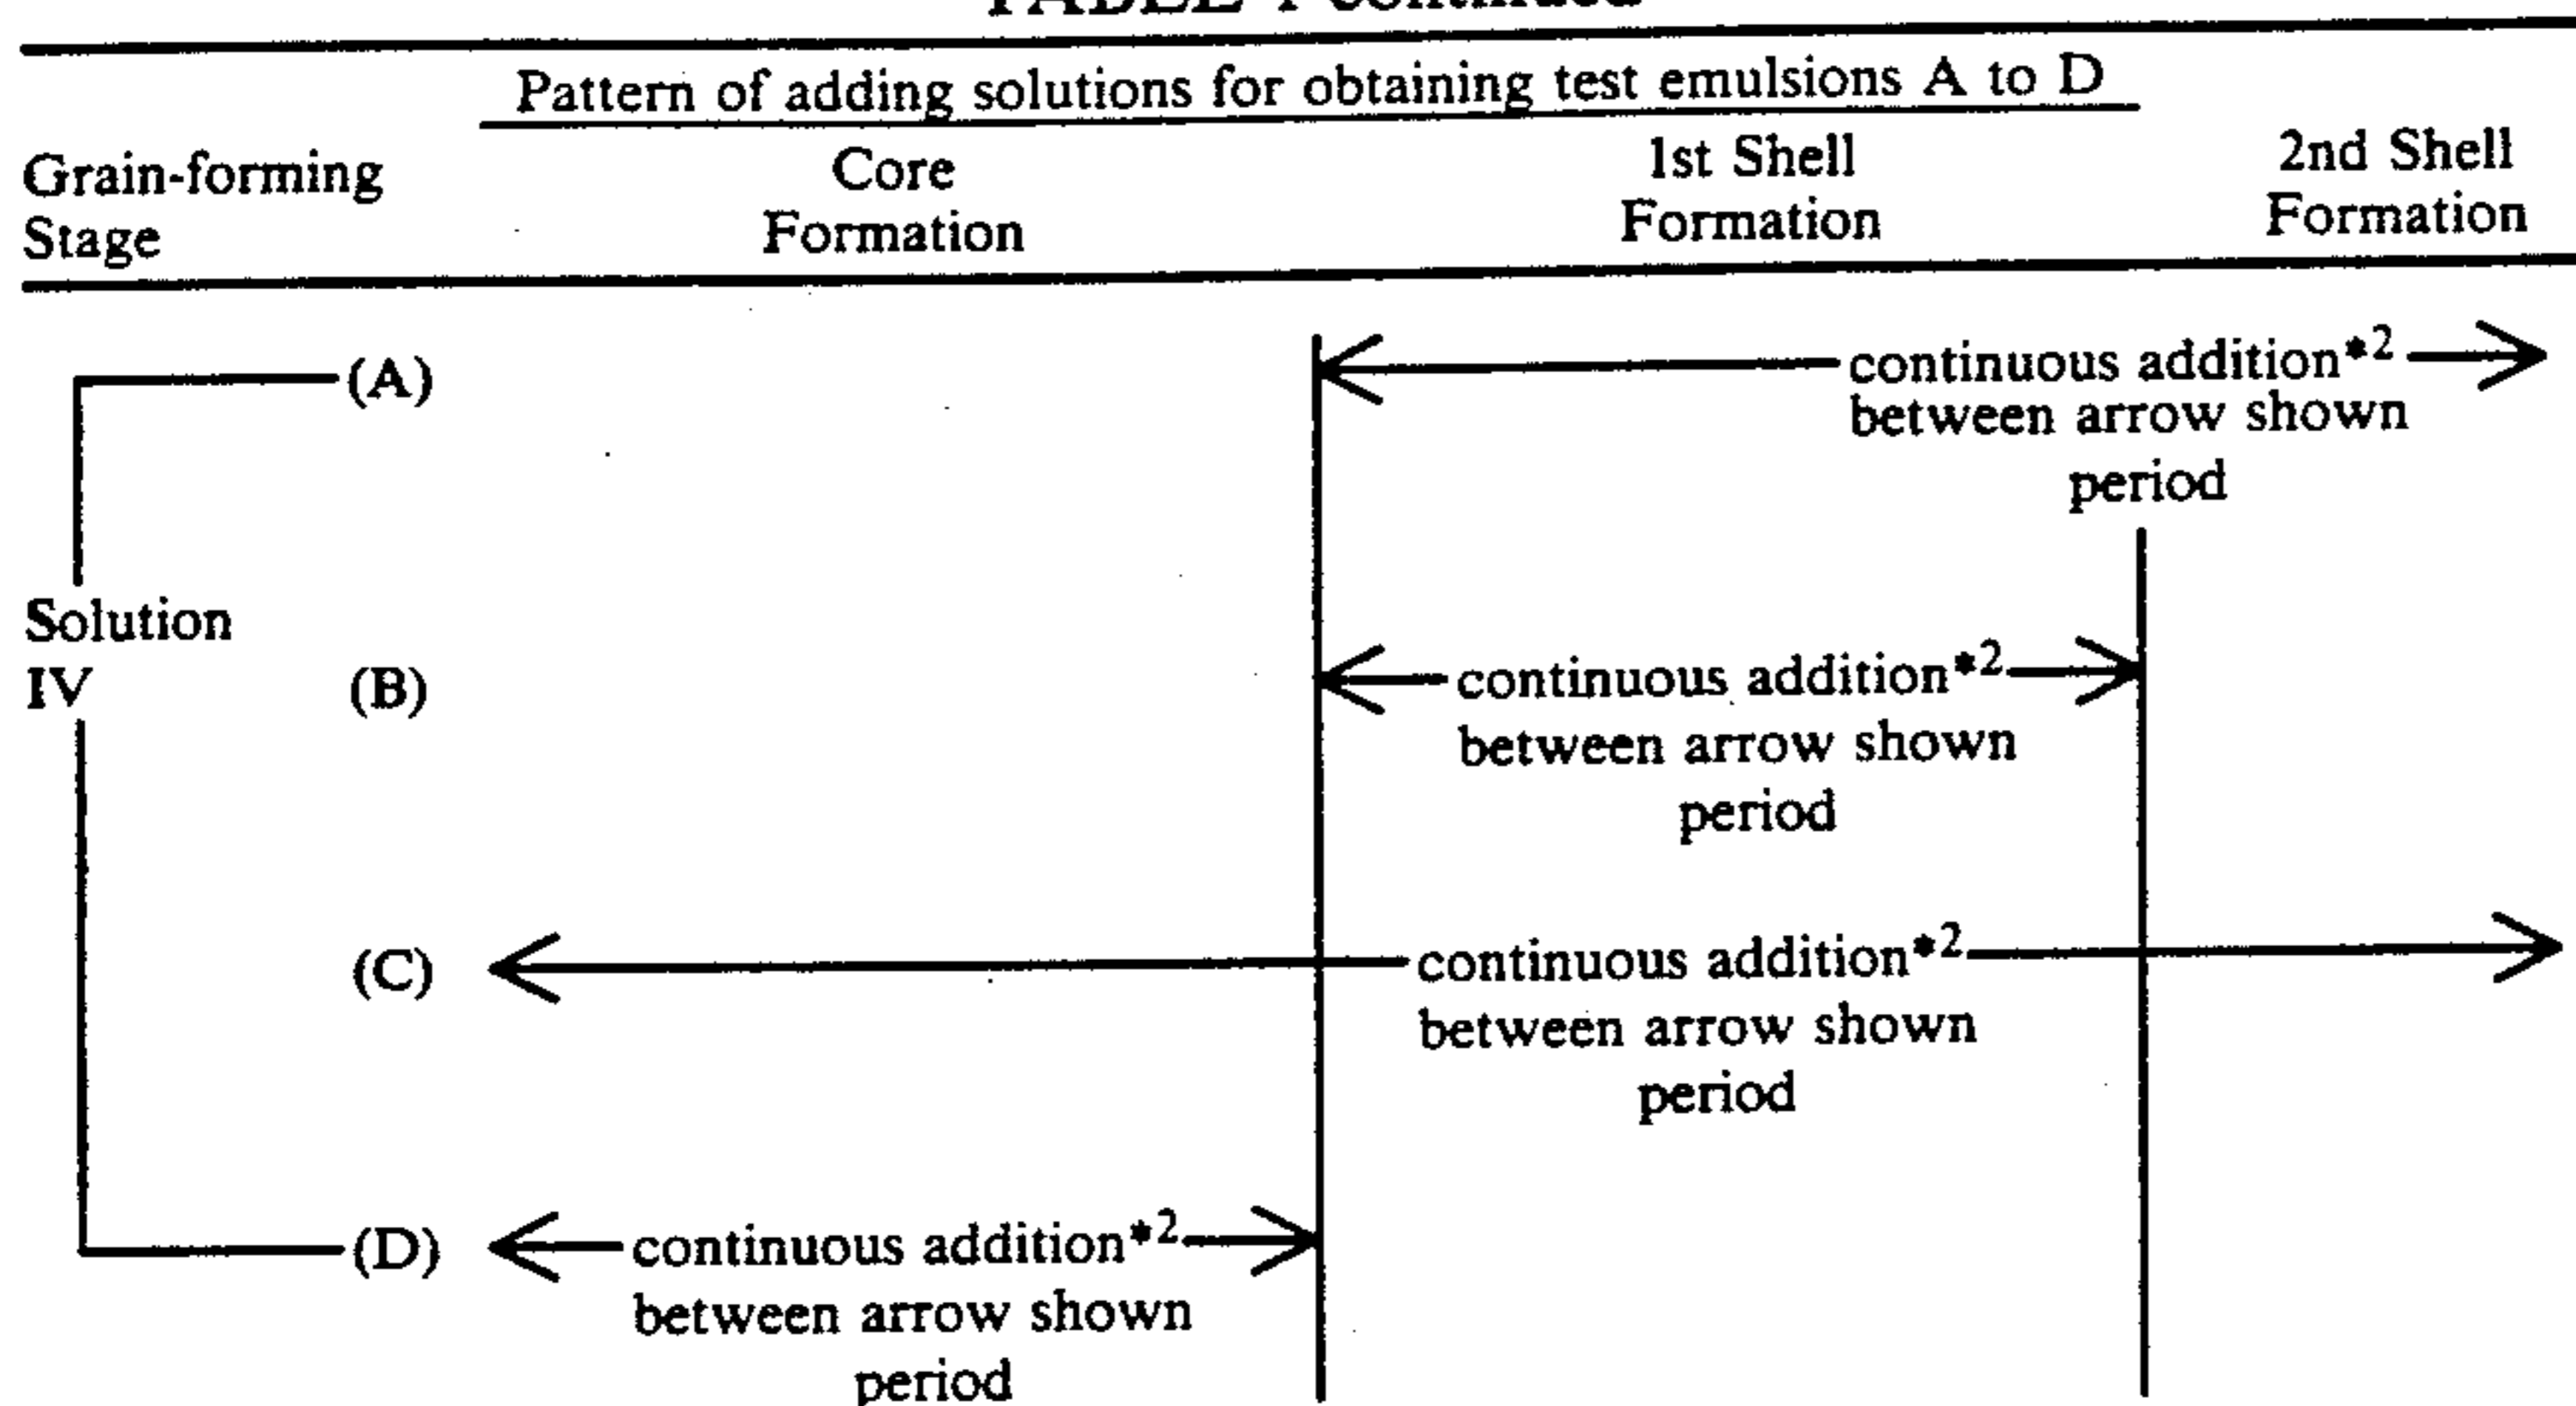 Pattern of adding solutions for obtaining test emulsions A to D
Grain-forming
Stage
Core
Formation
1st Shell
Formation
2nd Shell
Formation
(A)
continuous addition*2
between arrow shown
period
Solution
IV
(B)
continuous addition*2
between arrow shown
period
(C)
continuous addition*2
between arrow shown
period
(D)
continuous addition*2
between arrow shown
period